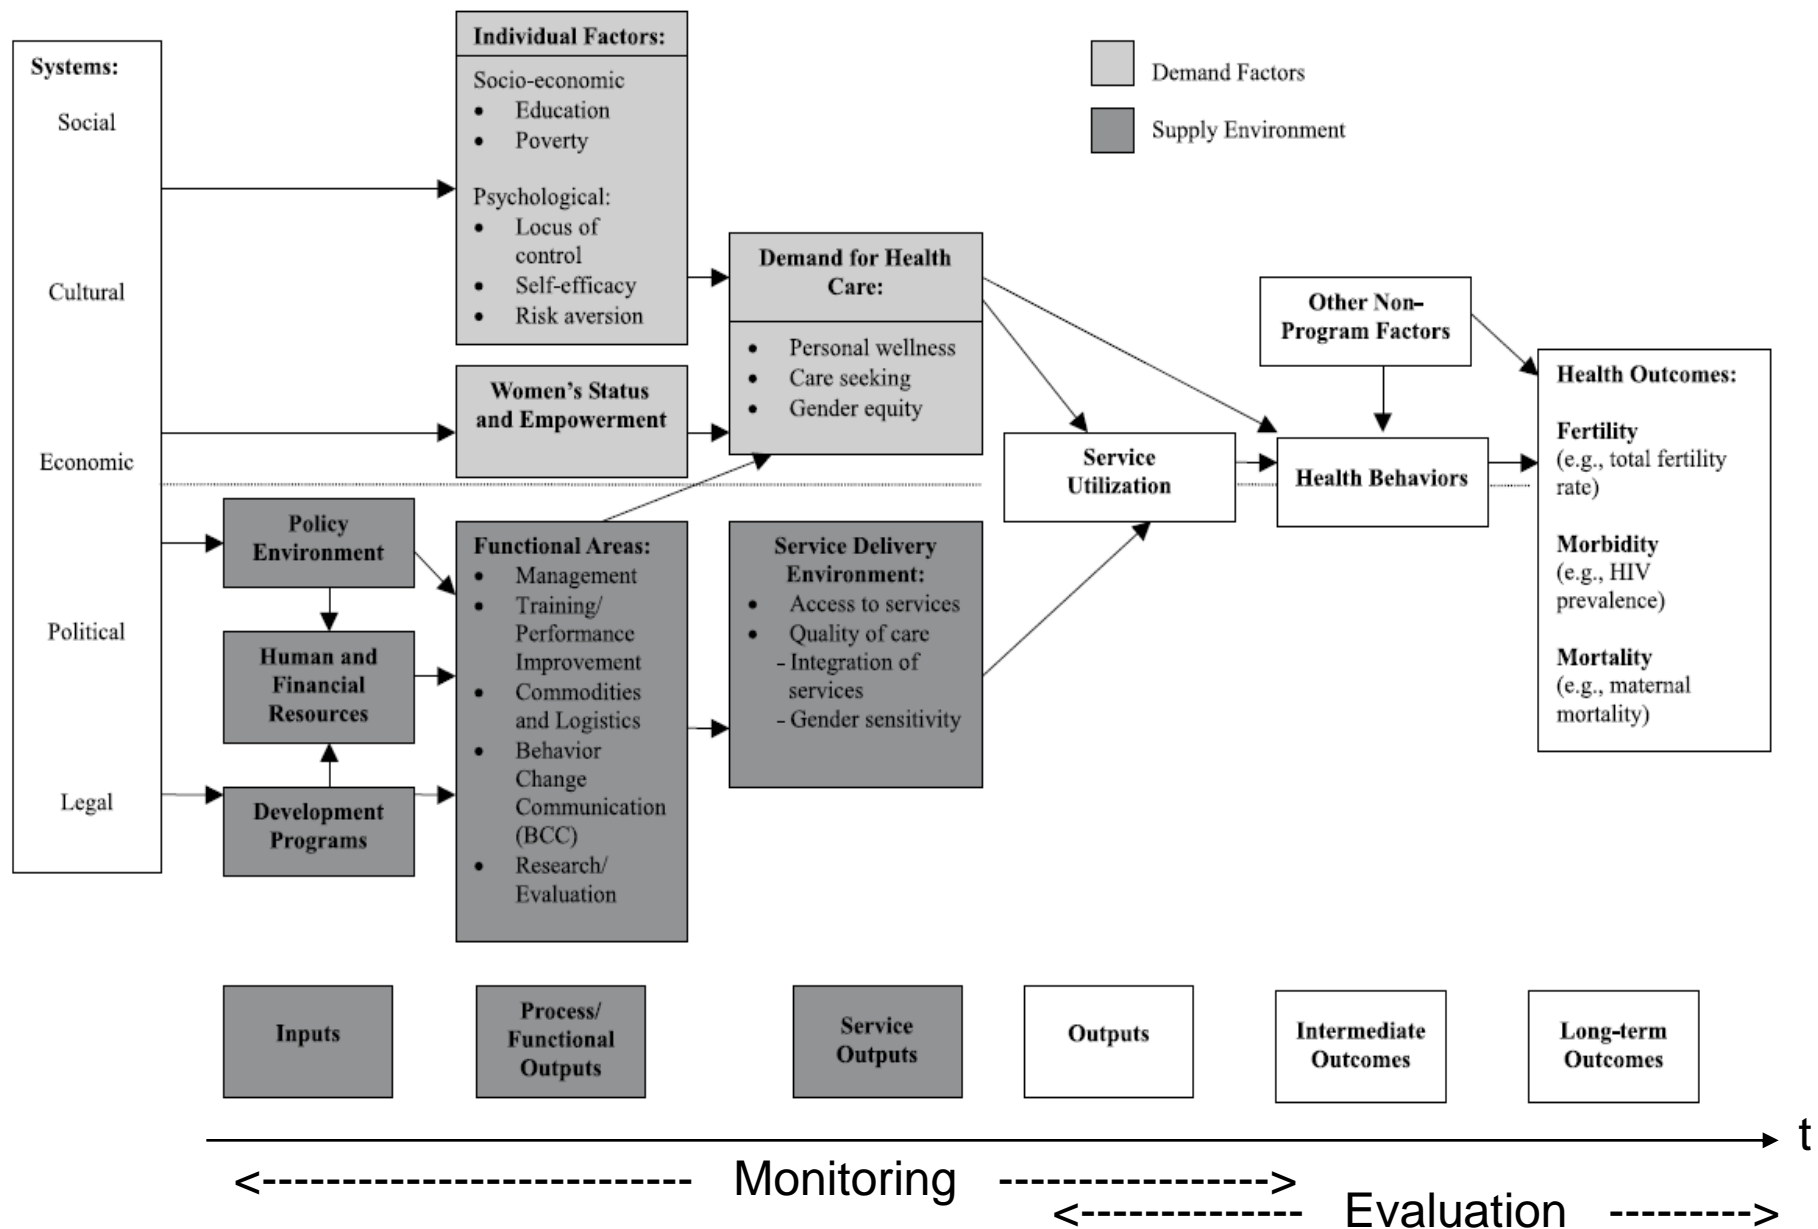 Systems:
Social
Cultural
Economic
Political
Legal
Individual Factors:
Socio-economic
• Education
• Poverty
Psychological:
• Locus of
control
• Self-efficacy
• Risk aversion
Women’s Status
and Empowerment
Policy
Environment
Human and
Financial
Resources
Development
Programs
Functional Areas:
• Management
• Training/
Performance
Improvement
• Commodities
and Logistics
• Behavior
Change
Communication
(BCC)
• Research/
Evaluation
Demand for Health
Care:
• Personal wellness
• Care seeking
• Gender equity
Service Delivery
Environment:
• Access to services
• Quality of care
- Integration of
services
- Gender sensitivity
Demand Factors
Supply Environment
Service
Utilization
Other Non–
Program Factors
Health Behaviors
Health Outcomes:
Fertility
(e.g., total fertility
rate)
Morbidity
(e.g., HIV
prevalence)
Mortality
(e.g., maternal
mortality)
Inputs
Process/
Functional
Outputs
Service
Outputs
Outputs
Intermediate
Outcomes
Long-term
Outcomes
t
<--------------------------- Monitoring ----------------->
<-------------- Evaluation --------->